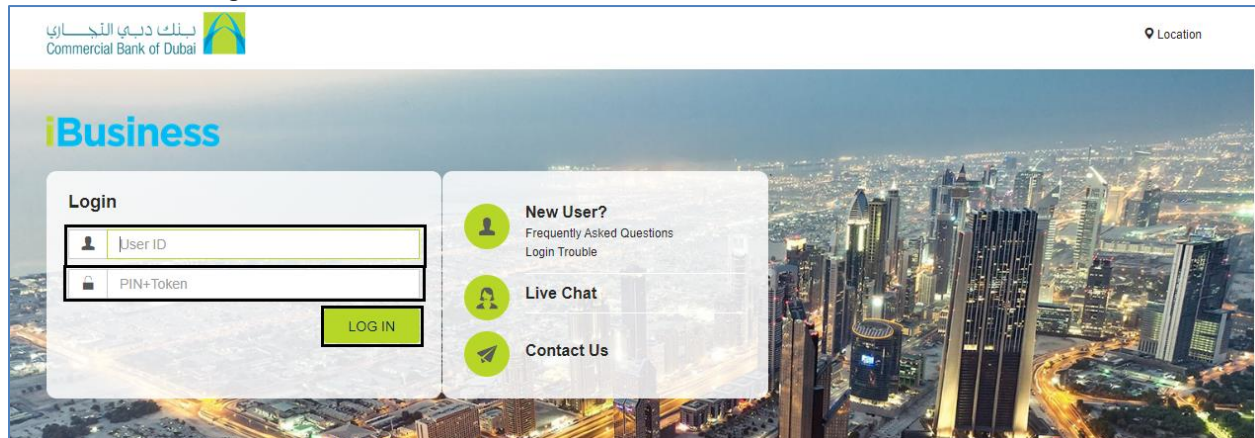 بنك دبي التجاري
Commercial Bank of Dubai
Location
iBusiness
Login
User ID
PIN+Token
LOG IN
New User?
Frequently Asked Questions
Login Trouble
Live Chat
Contact Us